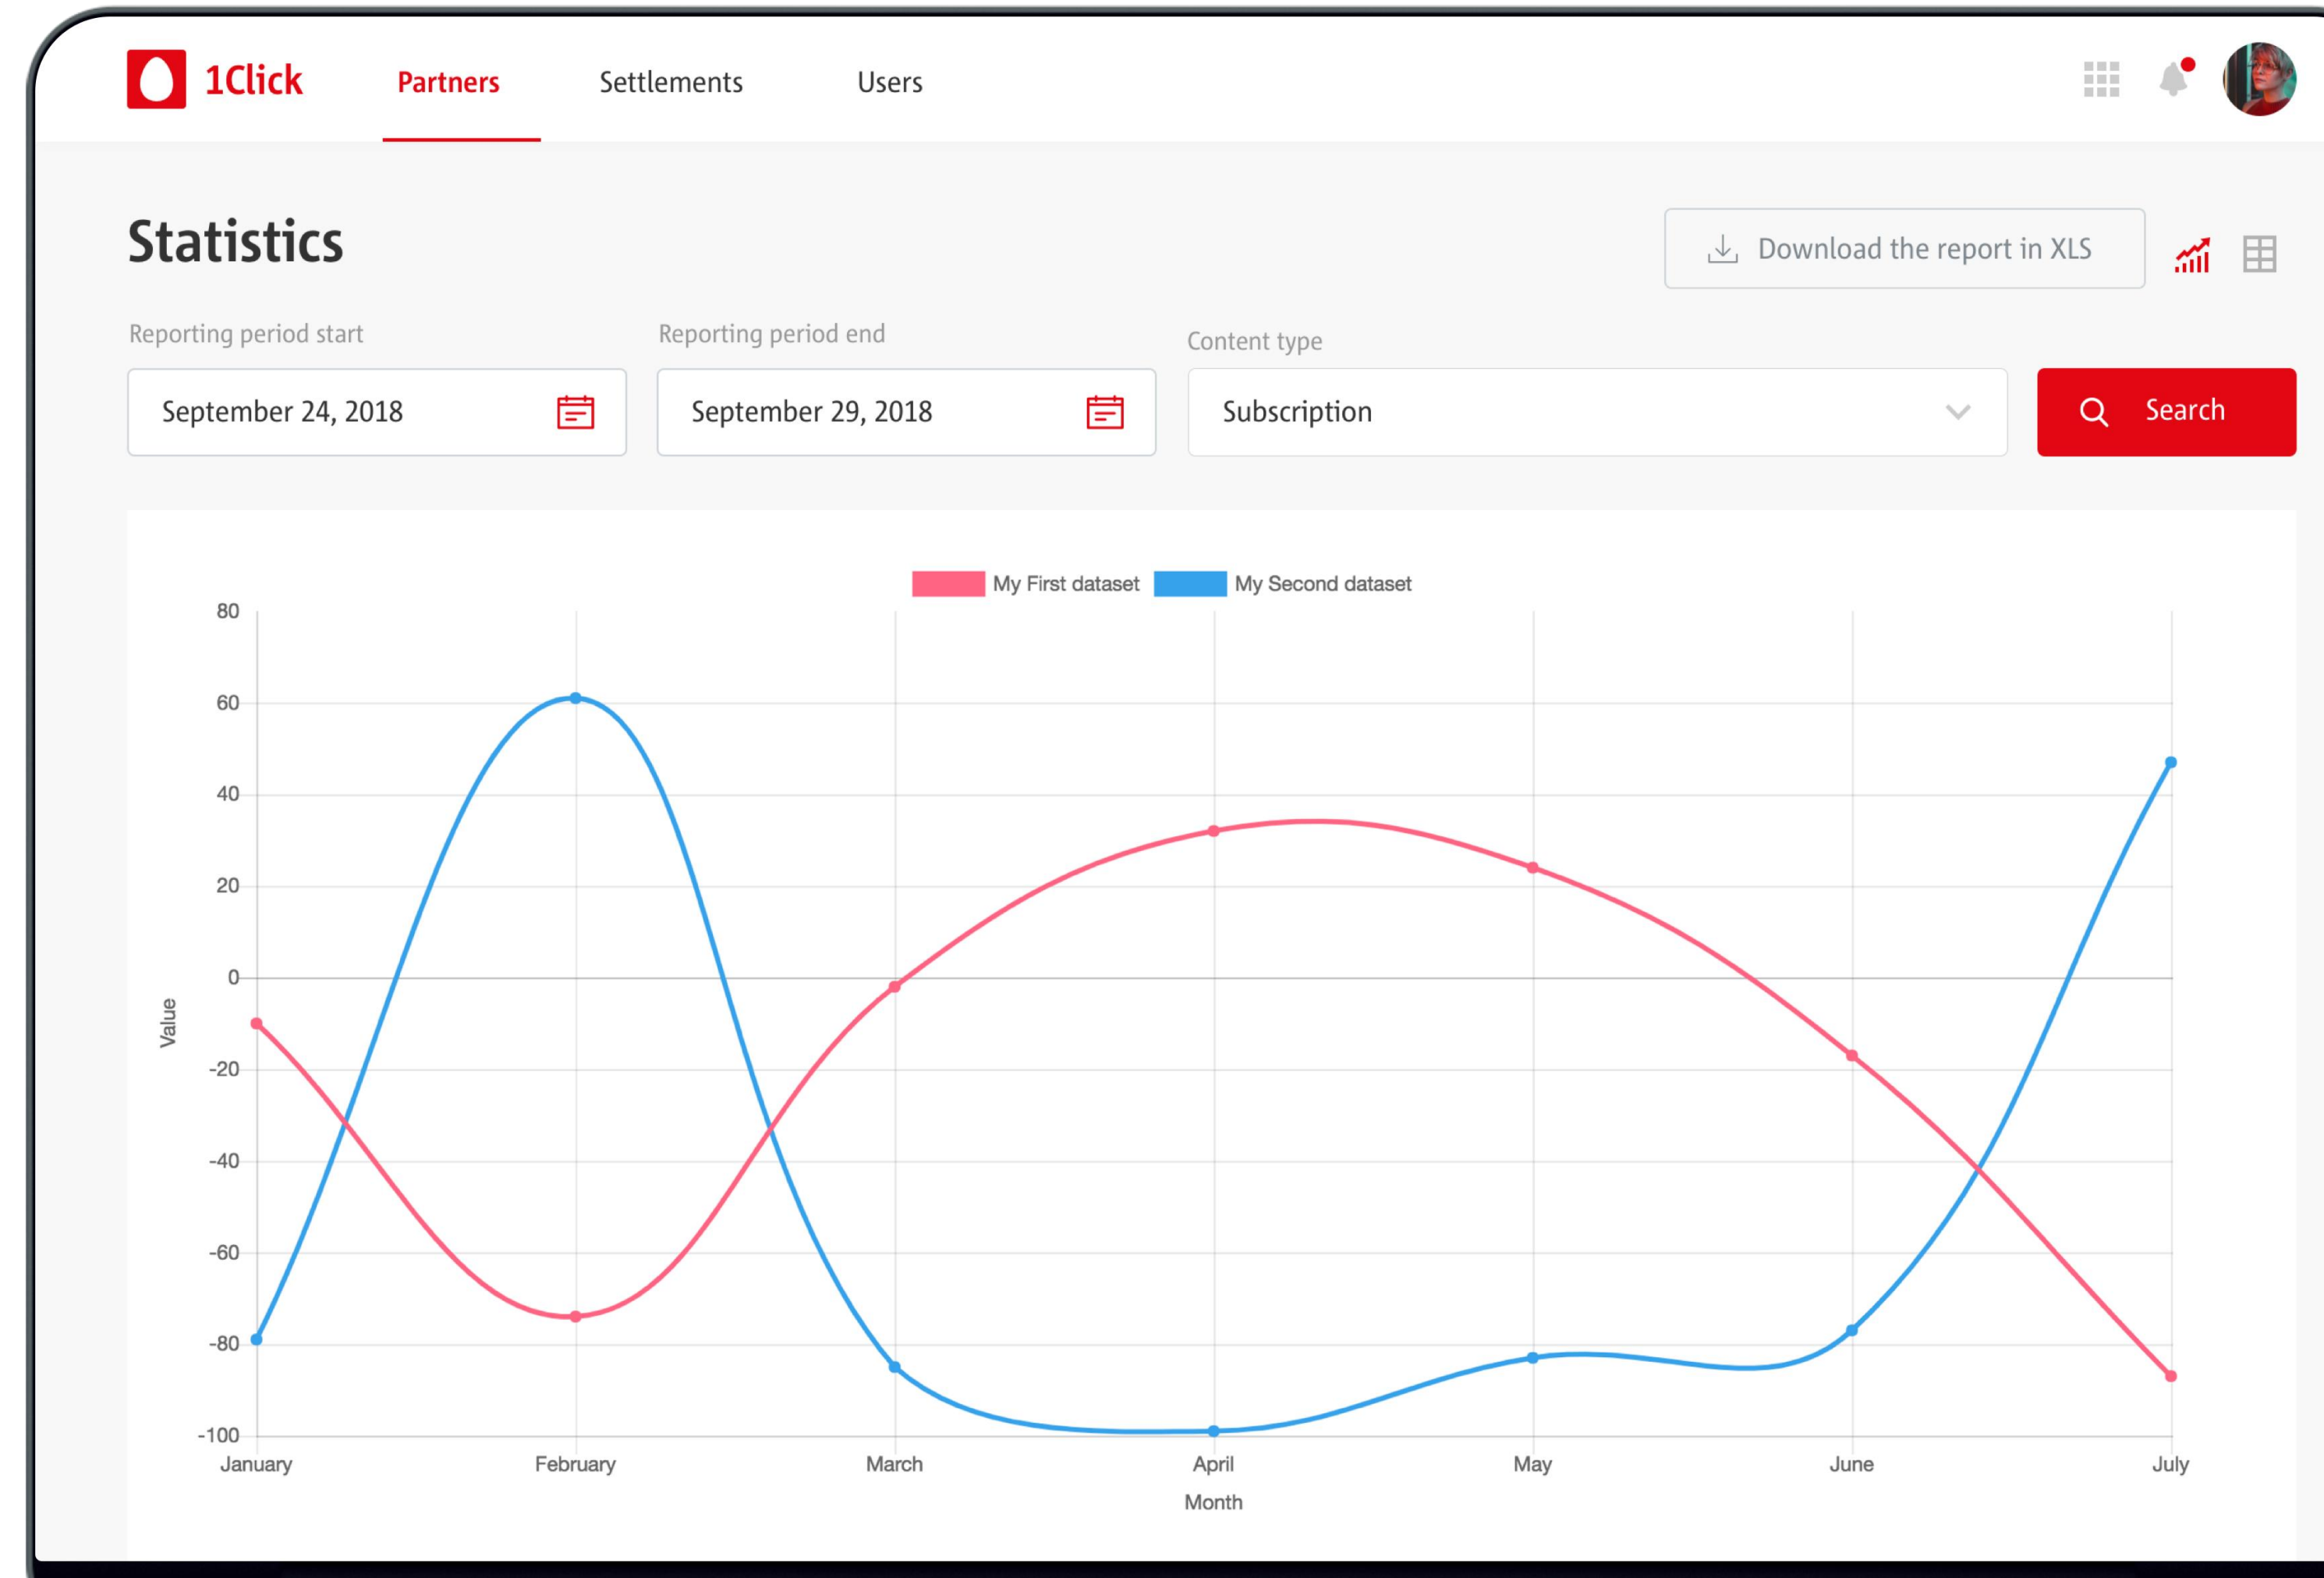 1Click Partners Settlements Users
Statistics
Download the report in XLS
Reporting period start Reporting period end Content type
September 24, 2018 September 29, 2018 Subscription Search
My First dataset My Second dataset
80
60
40
20
0
Value
-20
-40
-60
-80
-100
January February March April May June July
Month